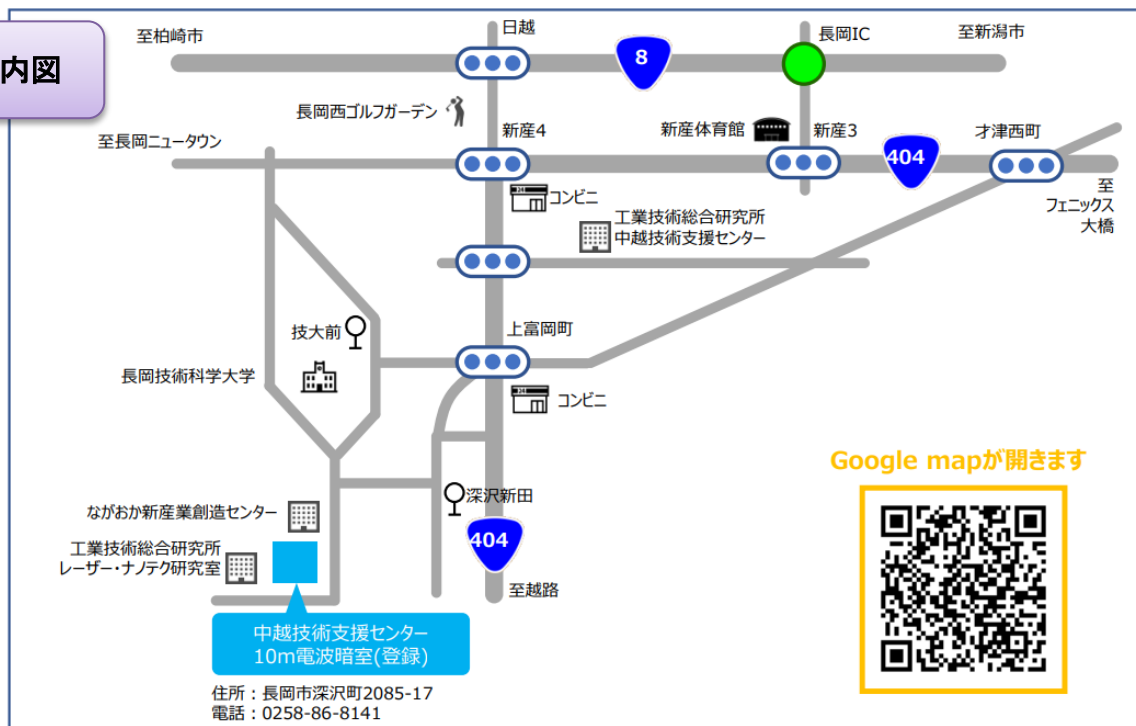 内図
至柏崎市
日越
8
長岡IC
至新潟市
長岡西ゴルフガーデン
新産4
新産体育館
新産3
404
才津西町
至長岡ニュータウン
至
フェニックス
大橋
コンビニ
工業技術総合研究所
中越技術支援センター
上富岡町
技大前
長岡技術科学大学
コンビニ
Google mapが開きます
深沢新田
404
至越路
ながおか新産業創造センター
工業技術総合研究所
レーザー・ナノテク研究室
中越技術支援センター
10m電波暗室(登録)
住所：長岡市深沢町2085-17
電話：0258-86-8141